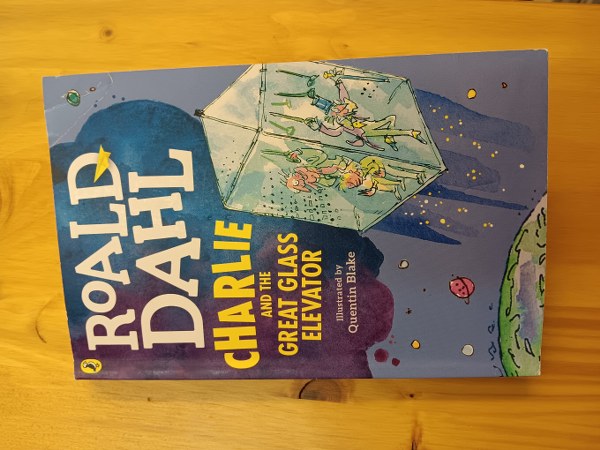 ROALD
DAHL
CHARLIE
AND THE
GREAT GLASS
ELEVATOR
Illustrated by
Quentin Blake